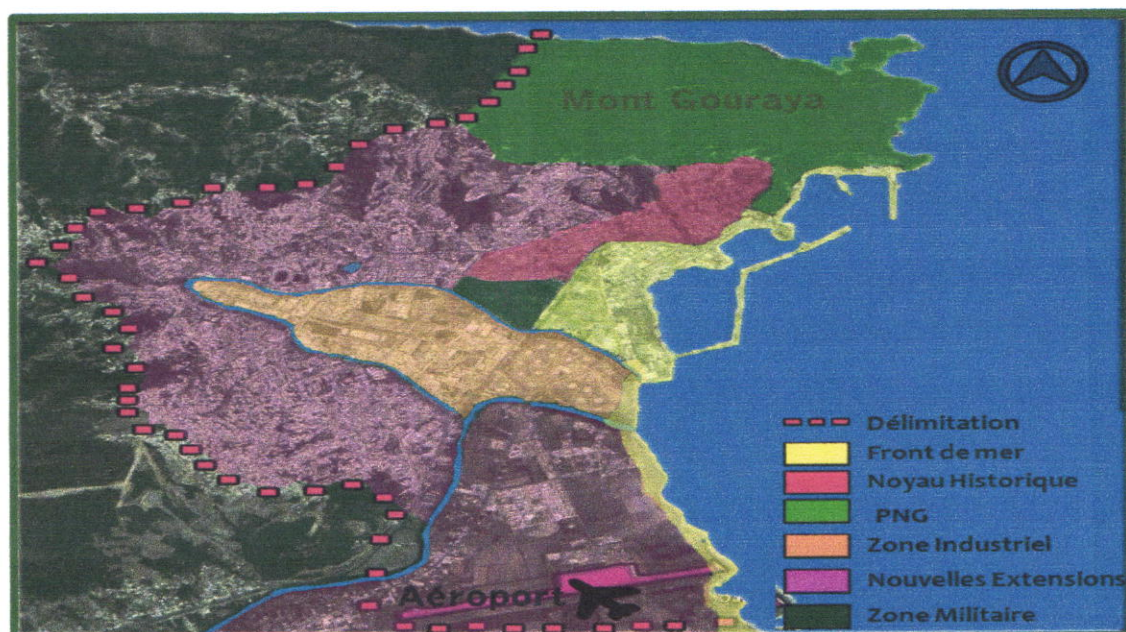 Mont Gouraya
Délimitation
Front de mer
Noyau Historique
PNG
Zone Industriel
Nouvelles Extensions
Zone Militaire
Aéroport